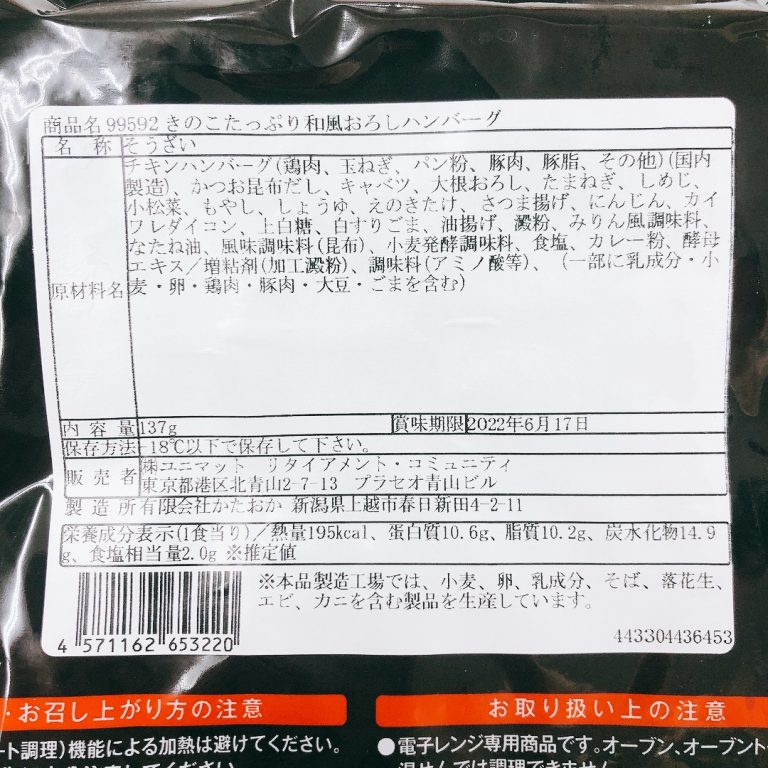 商品名 99592 きのこたっぷり和風おろしハンバーグ
名 称 そうざい
チキンハンバーグ(鶏肉、玉ねぎ、パン粉、豚肉、豚脂、その他)(国内
製造)、かつお昆布だし、キャベツ、大根おろし、たまねぎ、しめじ、
小松菜、もやし、しょうゆ、えのきたけ、さつま揚げ、にんじん、カイ
ワレダイコン、上白糖、白すりごま、油揚げ、澱粉、みりん風調味料、
なたね油、風味調味料(昆布)、小麦発酵調味料、食塩、カレー粉、酵母
エキス/増粘剤(加工澱粉)、調味料(アミノ酸等)、(一部に乳成分・小
原材料名 麦・卵・鶏肉・豚肉・大豆・ごまを含む)
内 容 量 137g 賞味期限 2022年6月17日
保存方法 -18℃以下で保存して下さい。
販 売 者 ㈱ユニマット リタイアメント・コミュニティ
東京都港区北青山2-7-13 プラセオ青山ビル
製 造 所 有限会社かたおか 新潟県上越市春日新田4-2-11
栄養成分表示(1食当り)/熱量195kcal、蛋白質10.6g、脂質10.2g、炭水化物14.9
g、食塩相当量2.0g ※推定値
※本品製造工場では、小麦、卵、乳成分、そば、落花生、
エビ、カニを含む製品を生産しています。
4 571162 653220
443304436453
・お召し上がり方の注意
お取り扱い上の注意
ート調理)機能による加熱は避けてください。
●電子レンジ専用商品です。オーブン、オーブント
湯せんでは調理できません